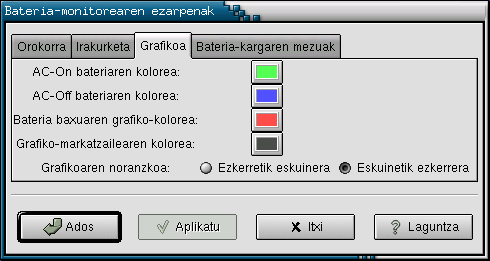 Bateria-monitorearen ezarpenak
Orokorra Irakurketa Grafikoa Bateria-kargaren mezuak
AC-On bateriaren kolorea:
AC-Off bateriaren kolorea:
Bateria baxuaren grafiko-kolorea:
Grafiko-markatzailearen kolorea:
Grafikoaren noranzkoa: Ezkerretik eskuinera Eskuinetik ezkerrera
Ados Aplikatu Itxi Laguntza